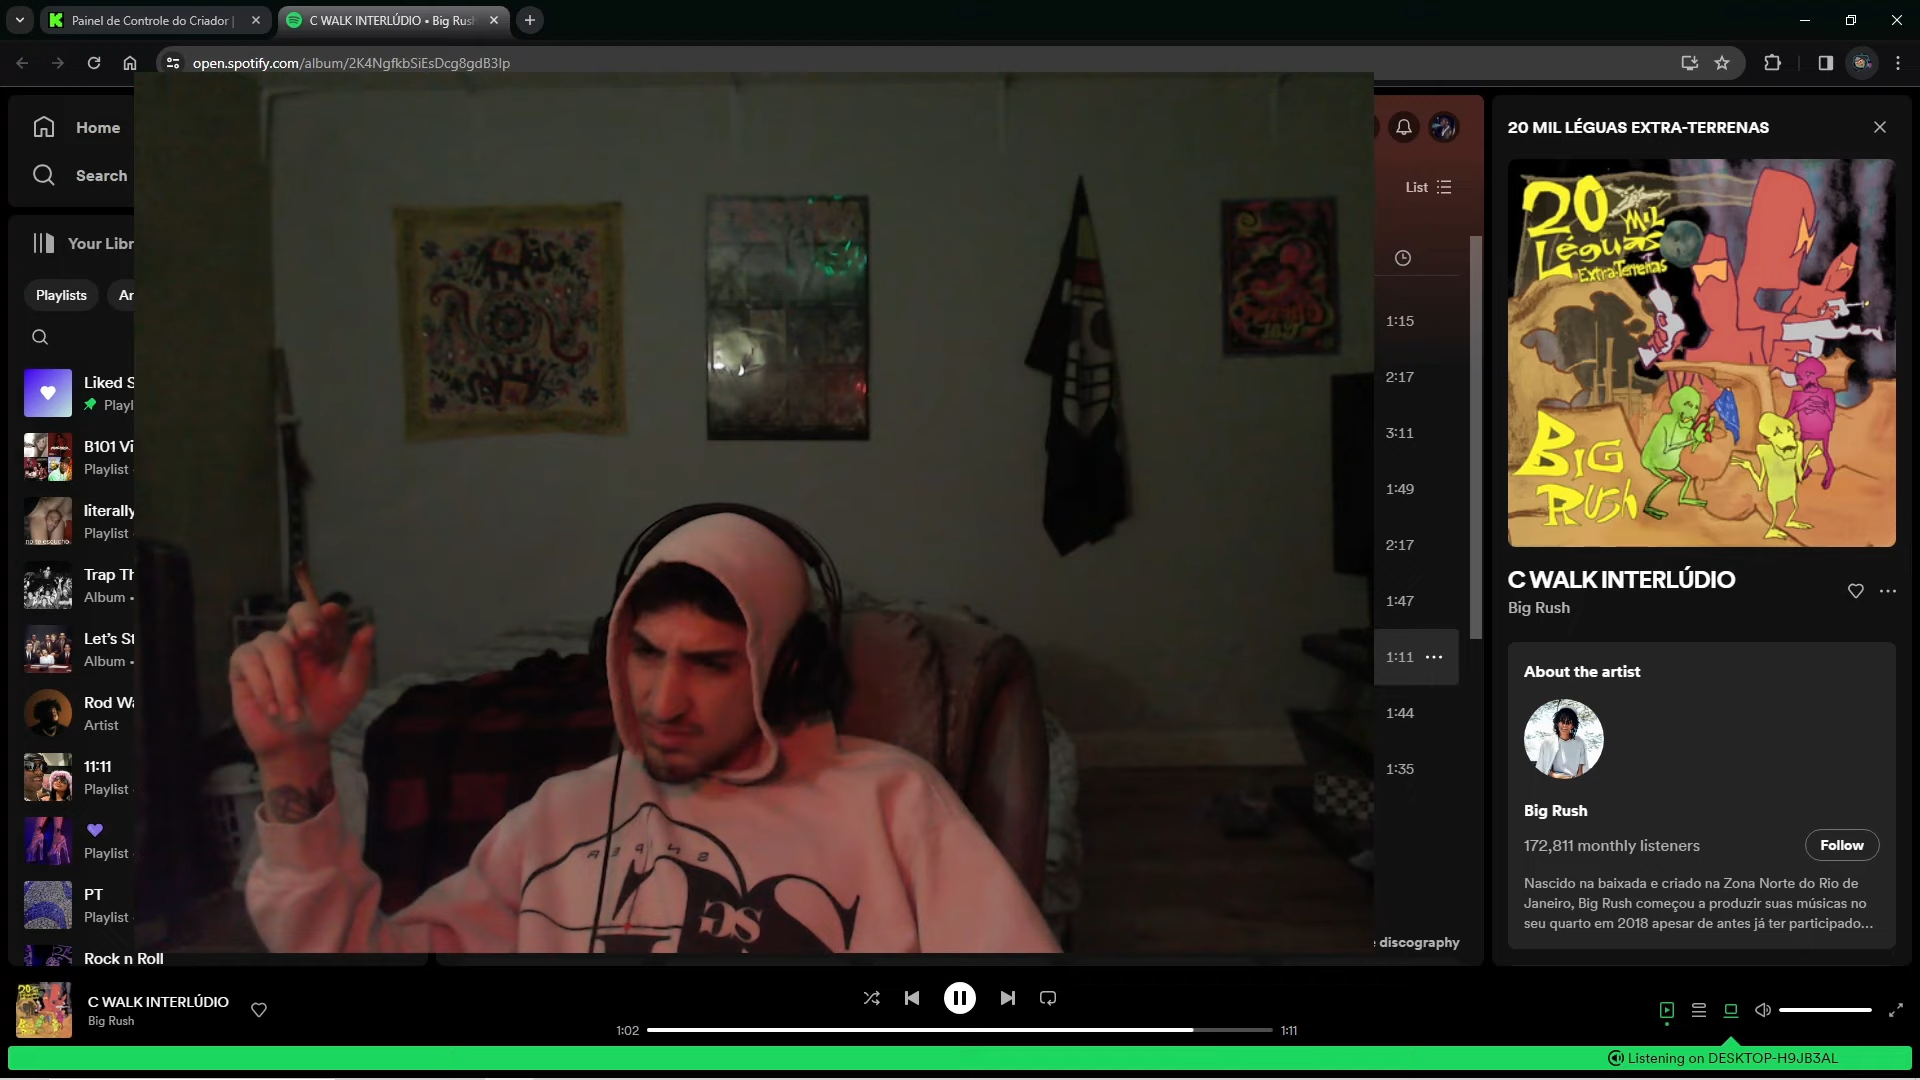 Painel de Controle do Criador |
C WALK INTERLÚDIO • Big Rush
open.spotify.com/album/2K4NgfkbSiEsDcg8gdB3Ip
Home
Search
Your Libr
Playlists
Ar
Liked S
Playl
B101 Vi
Playlist
literally
Playlist
no te escucho
Trap Th
Album •
Let's St
Album •
Rod Wa
Artist
11:11
Playlist
Playlist
PT
Playlist
Rock n Roll
List
1:15
2:17
3:11
1:49
2:17
1:47
1:11
1:44
1:35
discography
20 MIL LÉGUAS EXTRA-TERRENAS
20 MIL
Léguas
Extra-Terrenas
BIG
RUSH
C WALK INTERLÚDIO
Big Rush
About the artist
Big Rush
172,811 monthly listeners
Follow
Nascido na baixada e criado na Zona Norte do Rio de
Janeiro, Big Rush começou a produzir suas músicas no
seu quarto em 2018 apesar de antes já ter participado...
C WALK INTERLÚDIO
Big Rush
1:02
1:11
Listening on DESKTOP-H9JB3AL